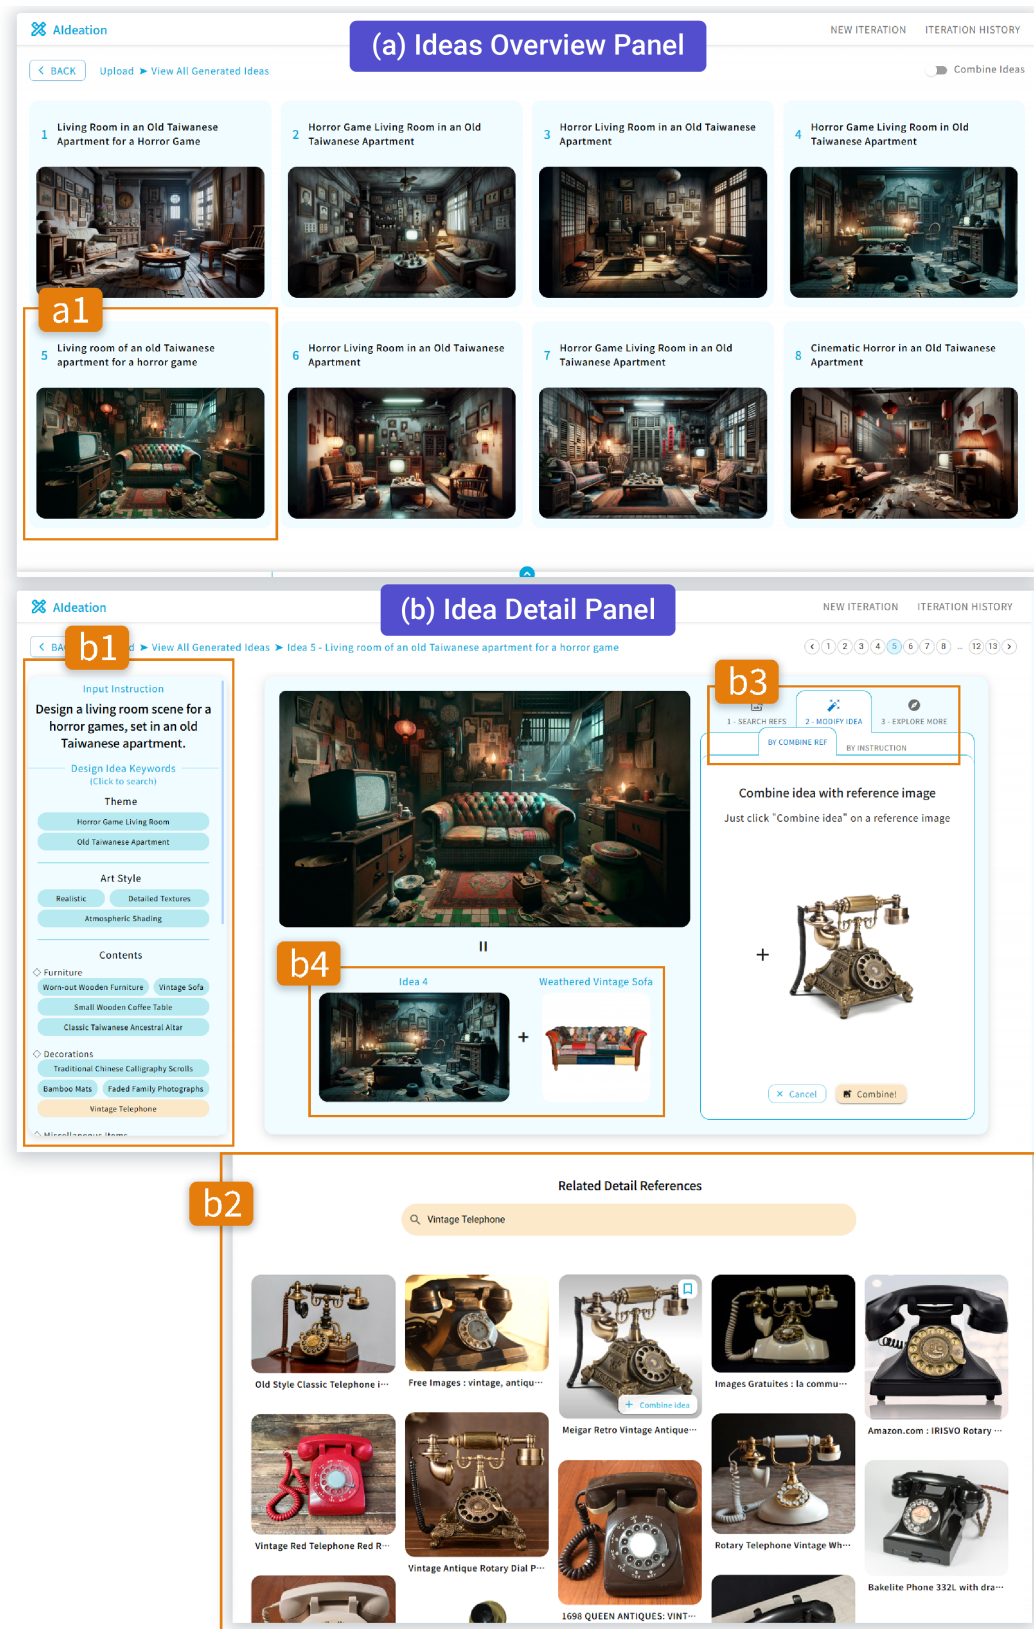 AIdeation
(a) Ideas Overview Panel
NEW ITERATION
ITERATION HISTORY
BACK
Upload ➤ View All Generated Ideas
Combine Ideas
1
Living Room in an Old Taiwanese
Apartment for a Horror Game
2
Horror Game Living Room in an Old
Taiwanese Apartment
3
Horror Living Room in an Old Taiwanese
Apartment
4
Horror Game Living Room in Old
Taiwanese Apartment
a1
5
Living room of an old Taiwanese
apartment for a horror game
6
Horror Living Room in an Old Taiwanese
Apartment
7
Horror Game Living Room in an Old
Taiwanese Apartment
8
Cinematic Horror in an Old Taiwanese
Apartment
AIdeation
(b) Idea Detail Panel
NEW ITERATION
ITERATION HISTORY
b1
➤ View All Generated Ideas ➤ Idea 5 - Living room of an old Taiwanese apartment for a horror game
1 2 3 4 5 6 7 8 ... 12 13
Input Instruction
Design a living room scene for a
horror games, set in an old
Taiwanese apartment.
Design Idea Keywords
(Click to search)
Theme
Horror Game Living Room
Old Taiwanese Apartment
Art Style
Realistic
Detailed Textures
Atmospheric Shading
Contents
Furniture
Worn-out Wooden Furniture
Vintage Sofa
Small Wooden Coffee Table
Classic Taiwanese Ancestral Altar
Decorations
Traditional Chinese Calligraphy Scrolls
Bamboo Mats
Faded Family Photographs
Vintage Telephone
Miscellaneous Items
b4
Idea 4
+
Weathered Vintage Sofa
b3
1 - SEARCH REFS
2 - MODIFY IDEA
3 - EXPLORE MORE
BY COMBINE REF
BY INSTRUCTION
Combine idea with reference image
Just click "Combine idea" on a reference image
+
Cancel
Combine!
b2
Related Detail References
Vintage Telephone
Old Style Classic Telephone i···
Free Images : vintage, antiqu···
+ Combine idea
Meigar Retro Vintage Antique···
Images Gratuites : la commu···
Amazon.com : IRISVO Rotary ···
Vintage Red Telephone Red R···
Vintage Antique Rotary Dial P···
1698 QUEEN ANTIQUES: VINT···
Rotary Telephone Vintage Wh···
Bakelite Phone 332L with dra···